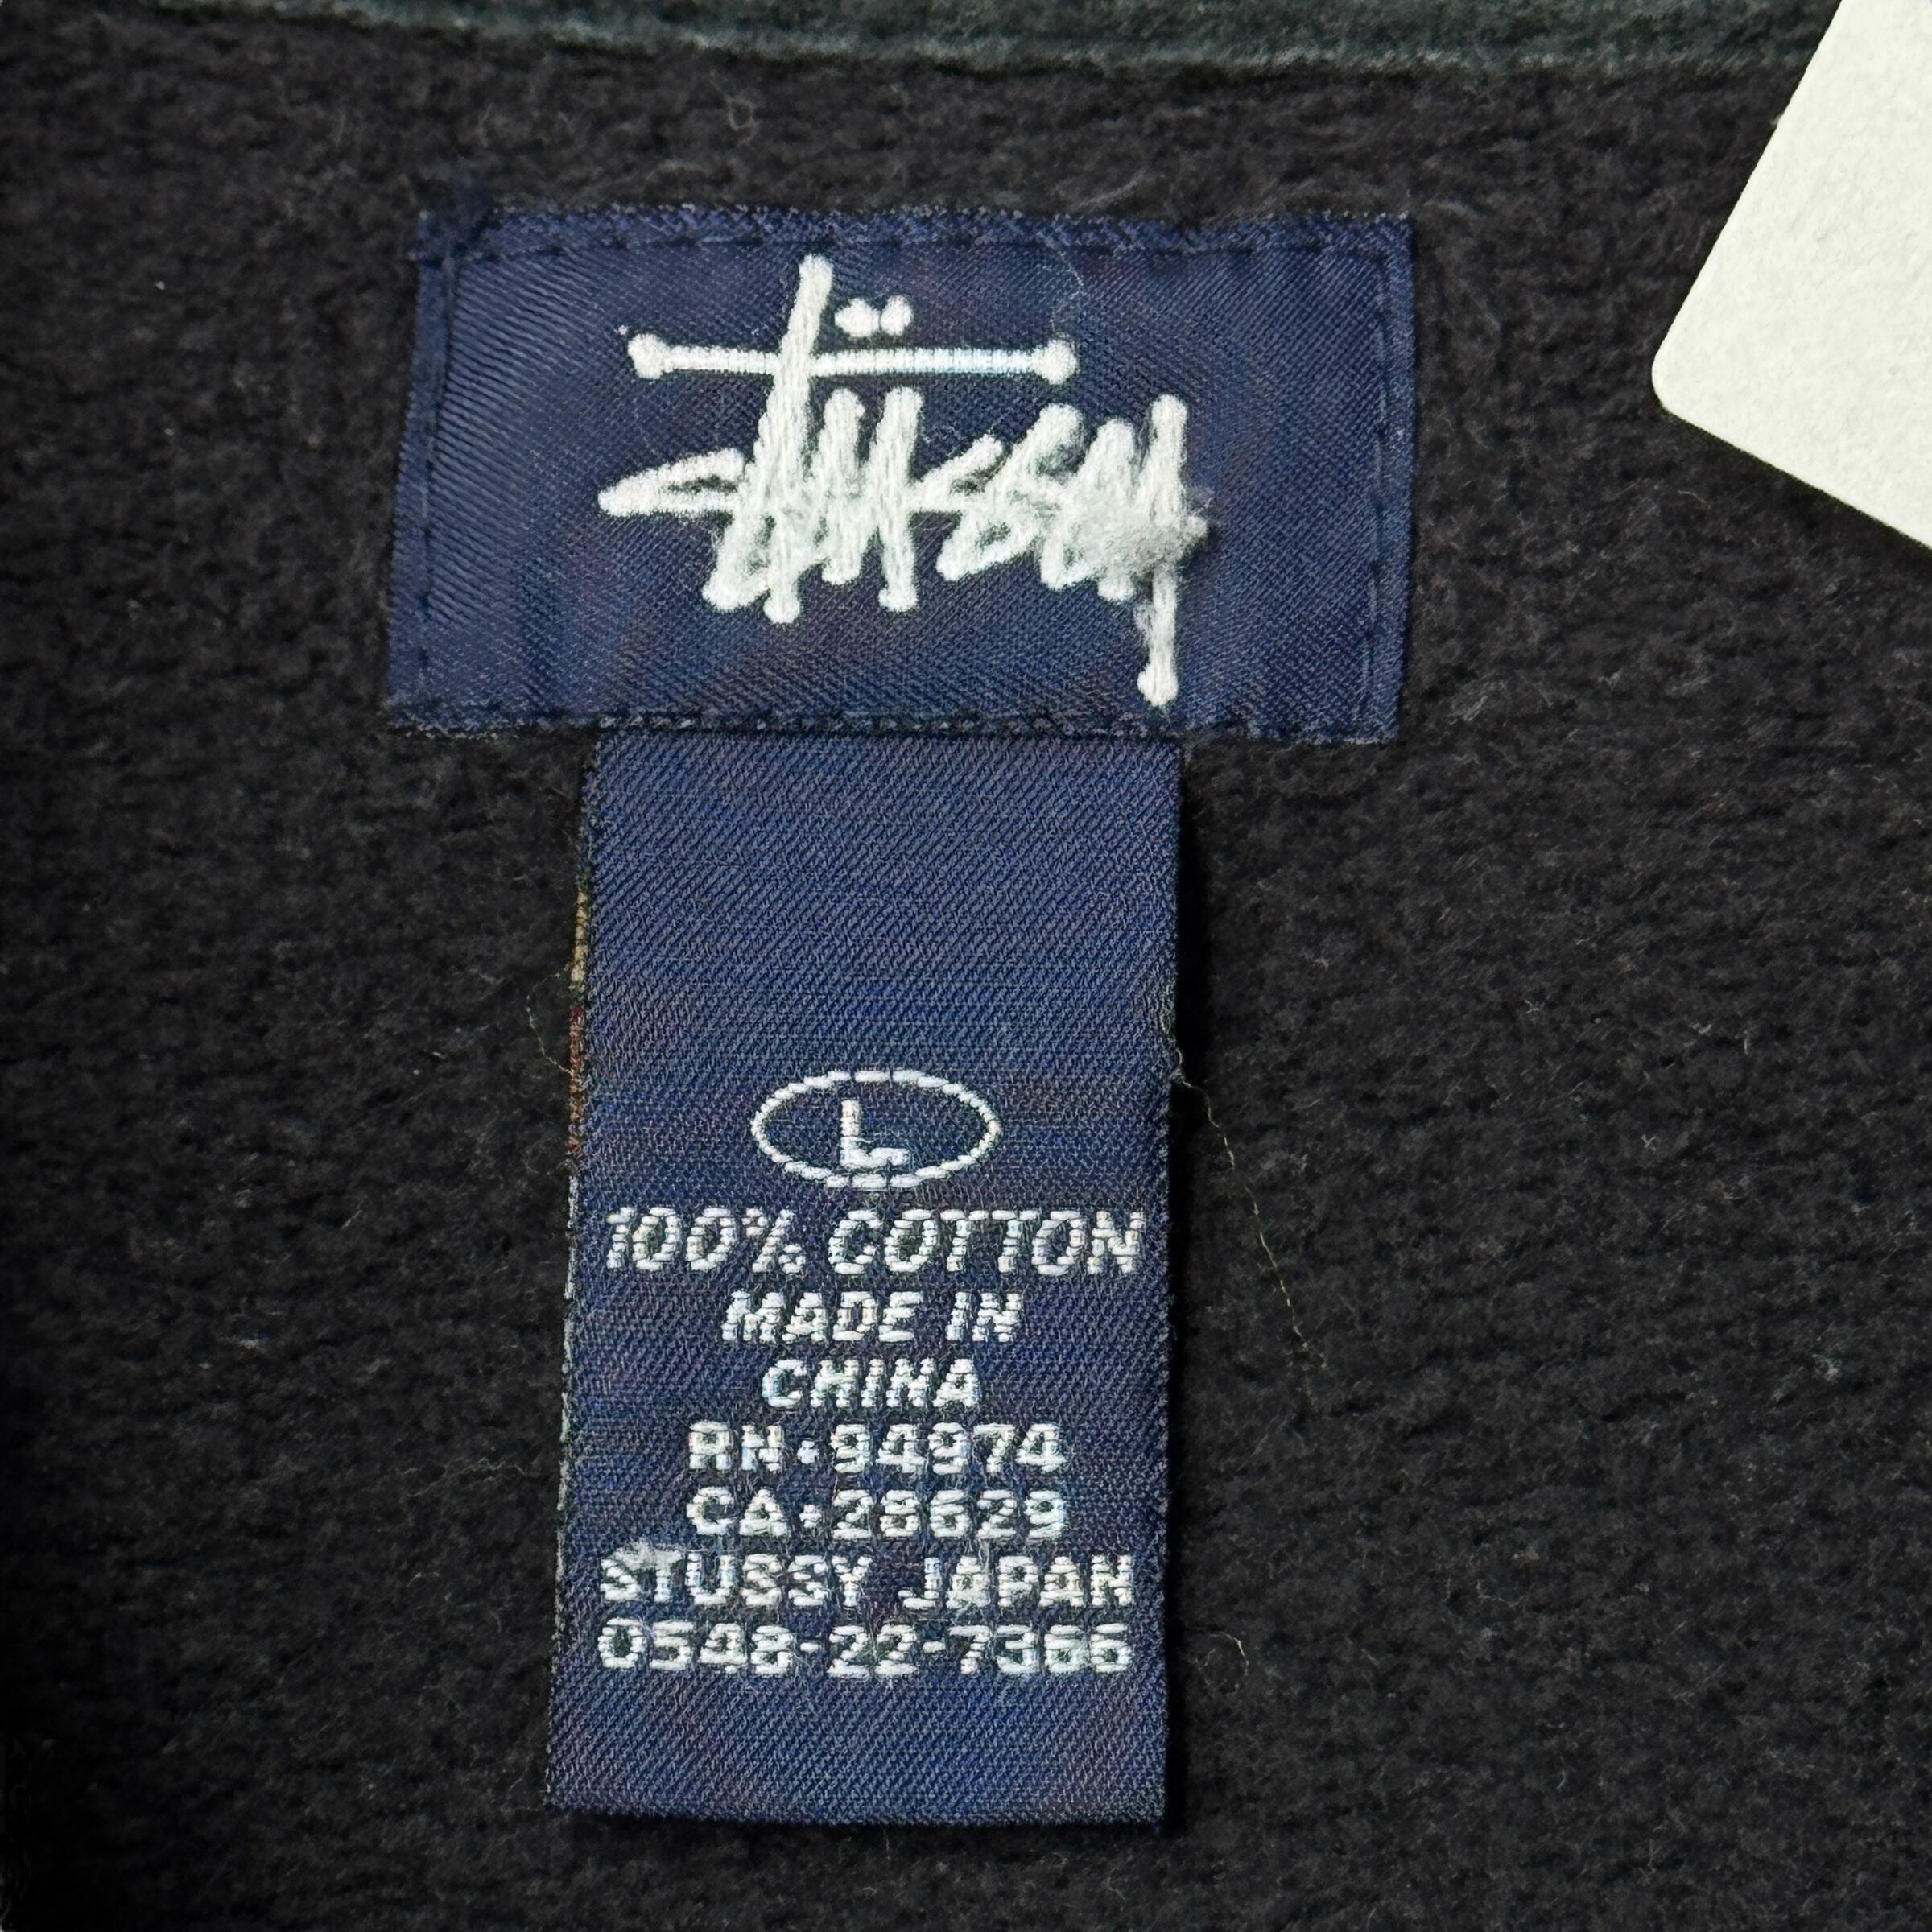 Stüssy
L
100% COTTON
MADE IN
CHINA
RN•94974
CA•28629
STUSSY JAPAN
0548-22-7366